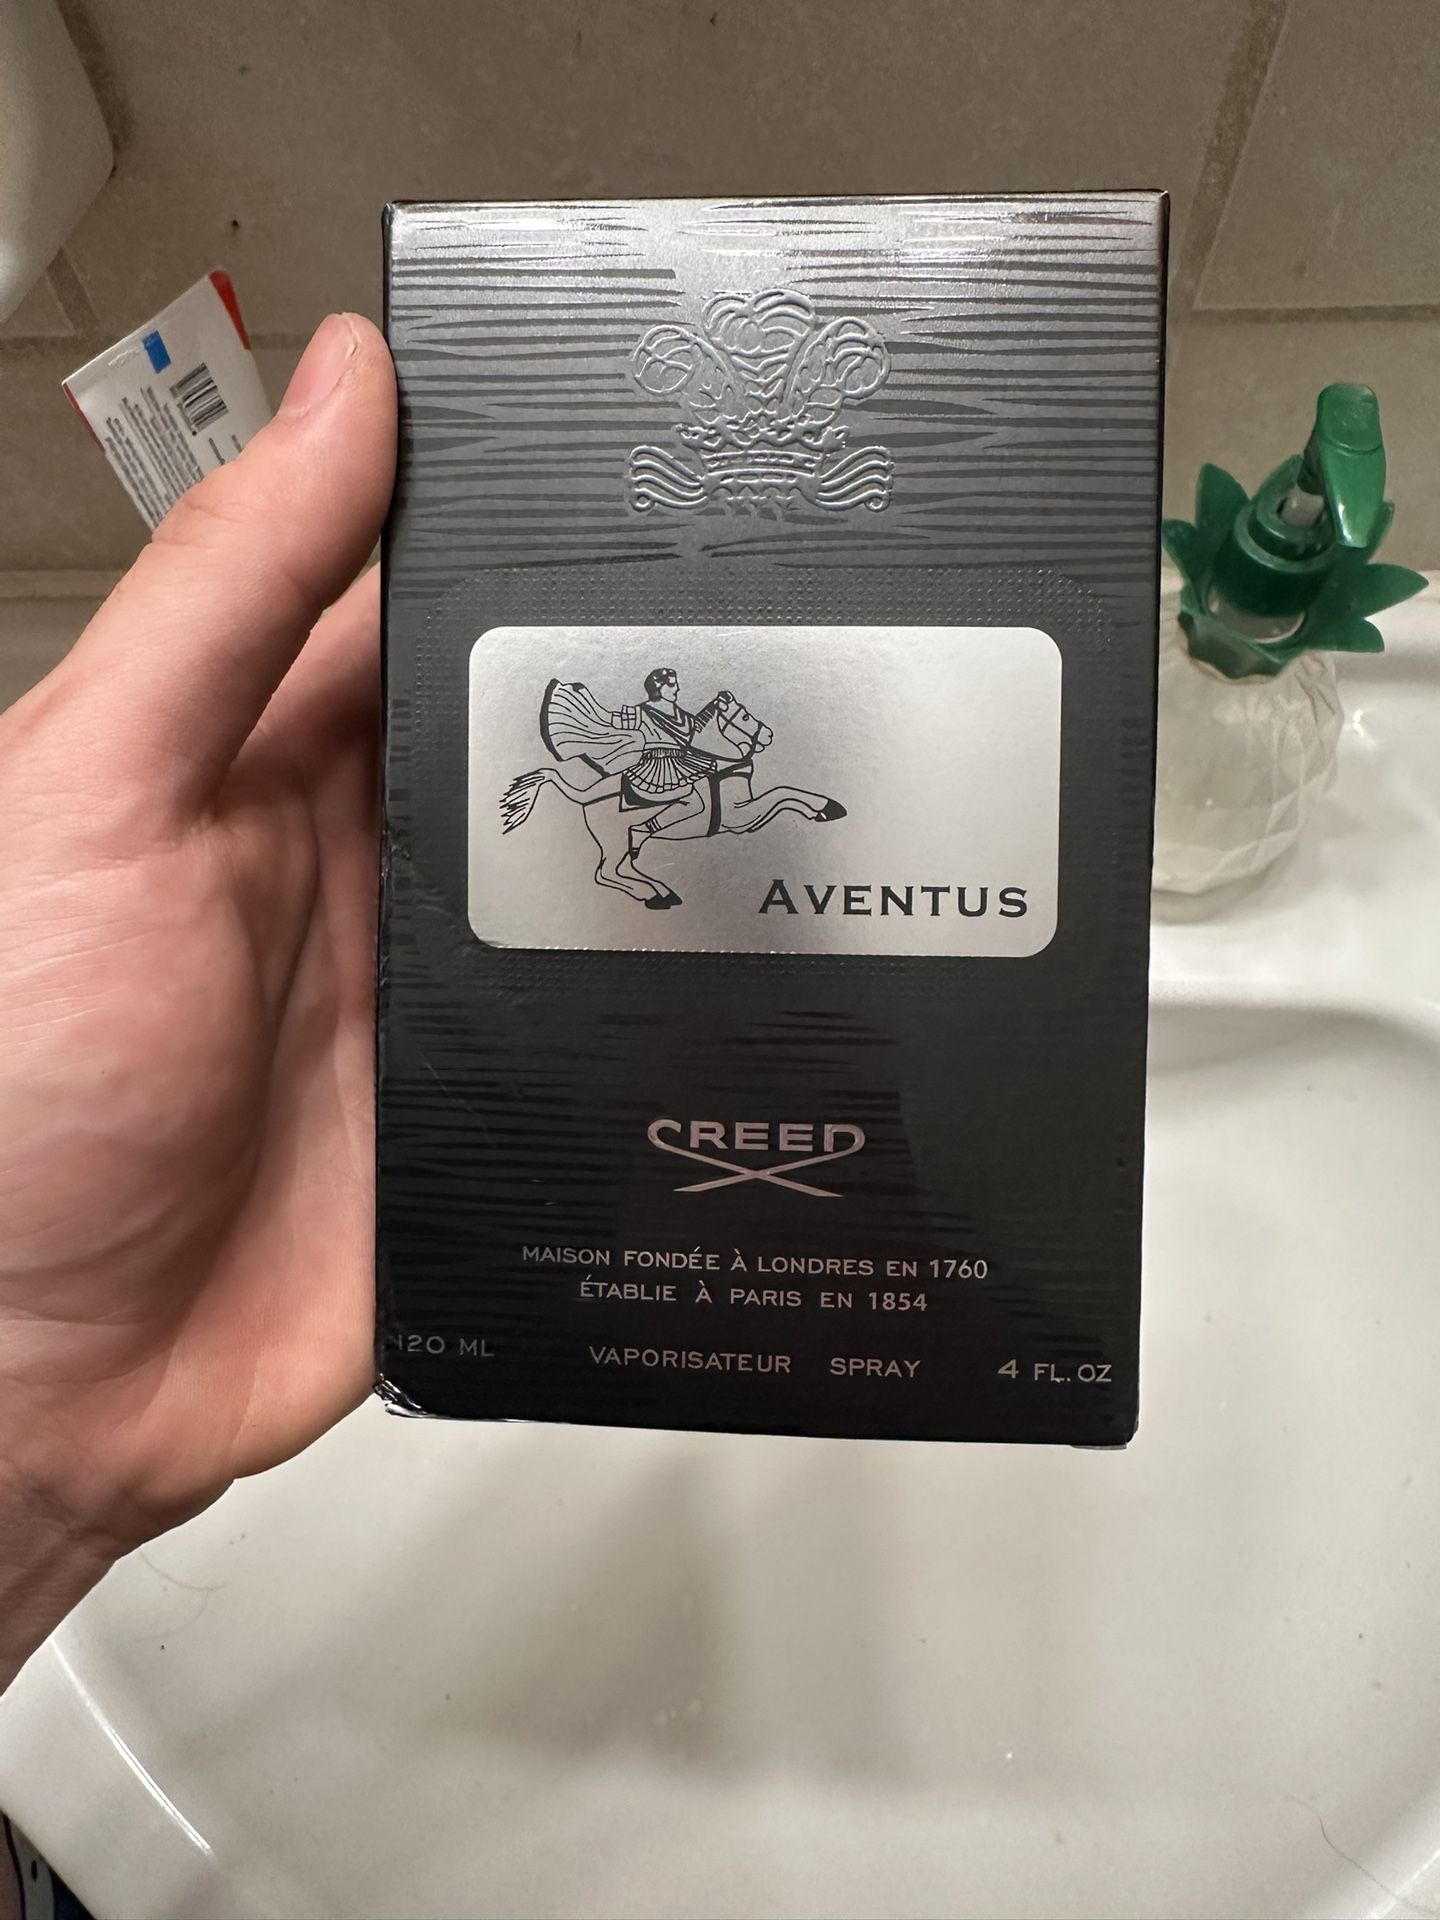 AVENTUS
CREED
MAISON FONDÉE À LONDRES EN 1760
ÉTABLIE À PARIS EN 1854
120 ML VAPORISATEUR SPRAY 4 FL. OZ